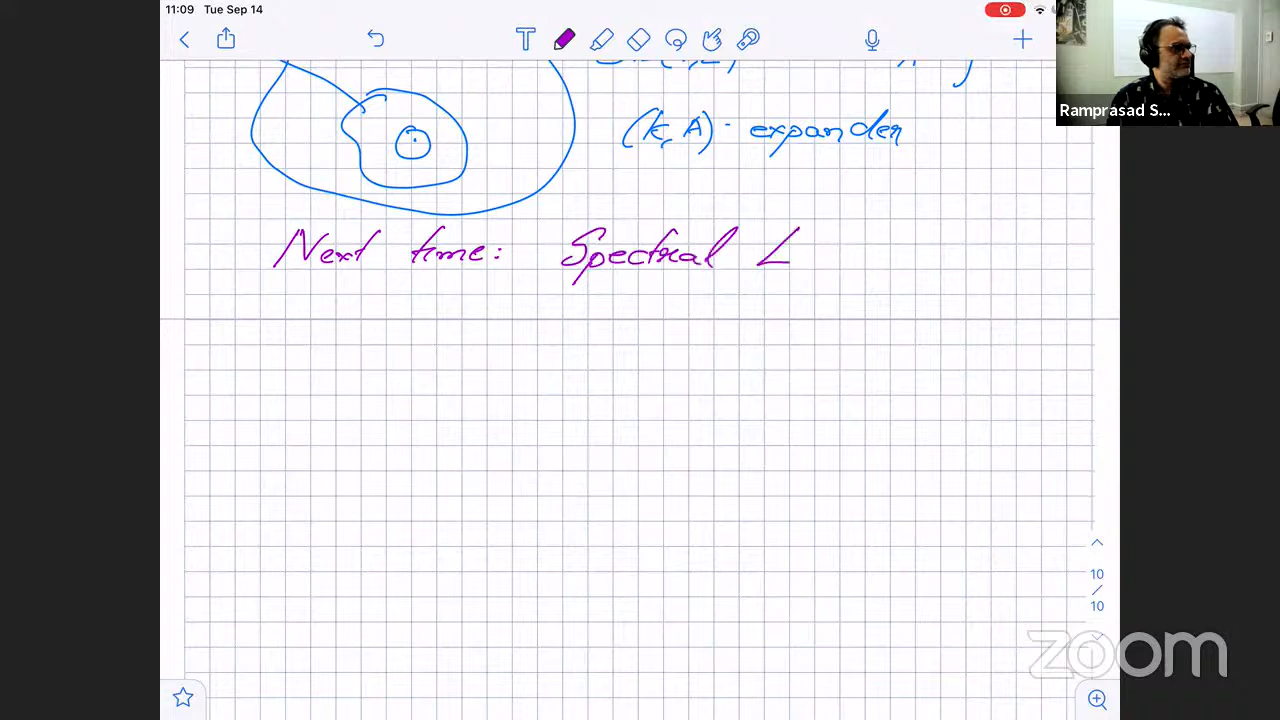 11:09 Tue Sep 14
Ramprasad S...
(k, A) - expander
Next time: Spectral L
10
10
zoom